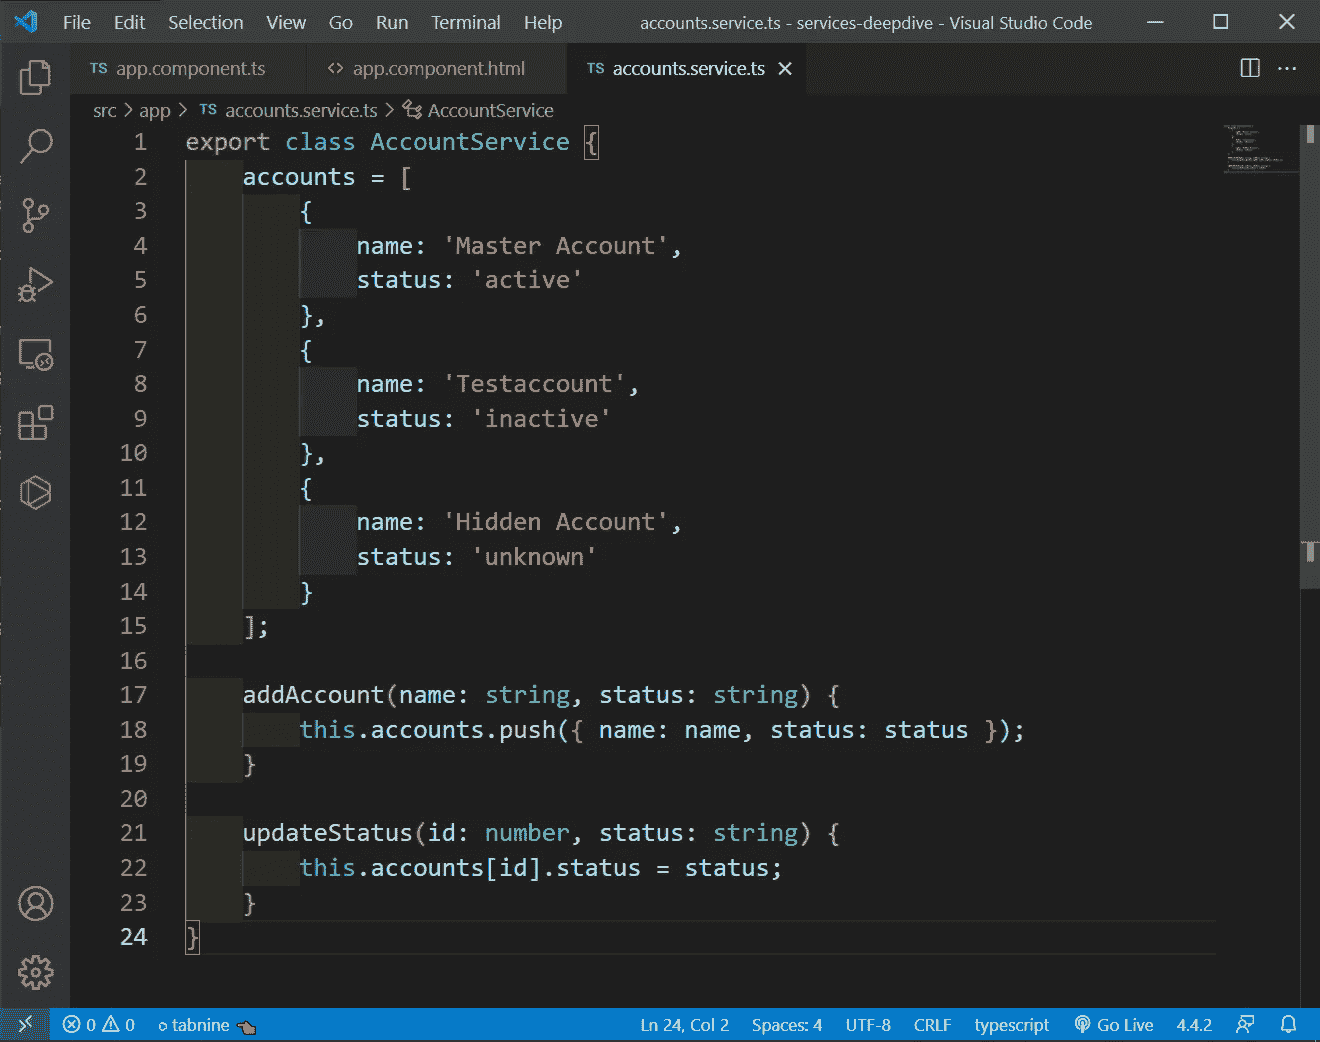 File Edit Selection View Go Run Terminal Help accounts.service.ts - services-deepdive - Visual Studio Code
TS app.component.ts <> app.component.html TS accounts.service.ts
src > app > TS accounts.service.ts > AccountService
1 export class AccountService {
2 accounts = [
3 {
4 name: 'Master Account',
5 status: 'active'
6 },
7 {
8 name: 'Testaccount',
9 status: 'inactive'
10 },
11 {
12 name: 'Hidden Account',
13 status: 'unknown'
14 }
15 ];
16
17 addAccount(name: string, status: string) {
18 this.accounts.push({ name: name, status: status });
19 }
20
21 updateStatus(id: number, status: string) {
22 this.accounts[id].status = status;
23 }
24 }
0 0 tabnine Ln 24, Col 2 Spaces: 4 UTF-8 CRLF typescript Go Live 4.4.2